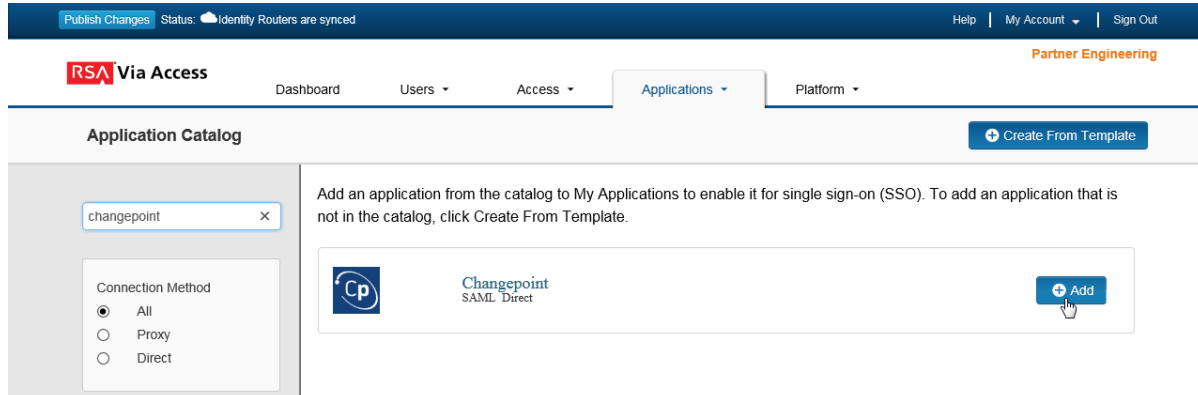 Publish Changes Status: Identity Routers are synced Help My Account Sign Out
Partner Engineering
RSA Via Access
Dashboard Users Access Applications Platform
Application Catalog Create From Template
Add an application from the catalog to My Applications to enable it for single sign-on (SSO). To add an application that is
changepoint not in the catalog, click Create From Template.
Connection Method
All
Proxy
Direct
Cp
Changepoint
SAML Direct
Add